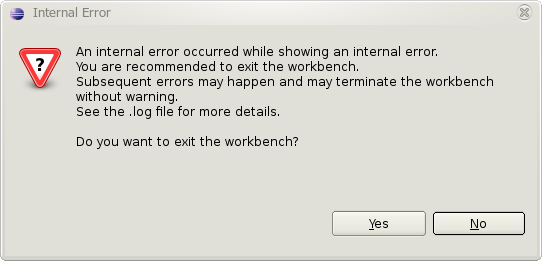 Internal Error
?
An internal error occurred while showing an internal error.
You are recommended to exit the workbench.
Subsequent errors may happen and may terminate the workbench
without warning.
See the .log file for more details.
Do you want to exit the workbench?
Yes
No